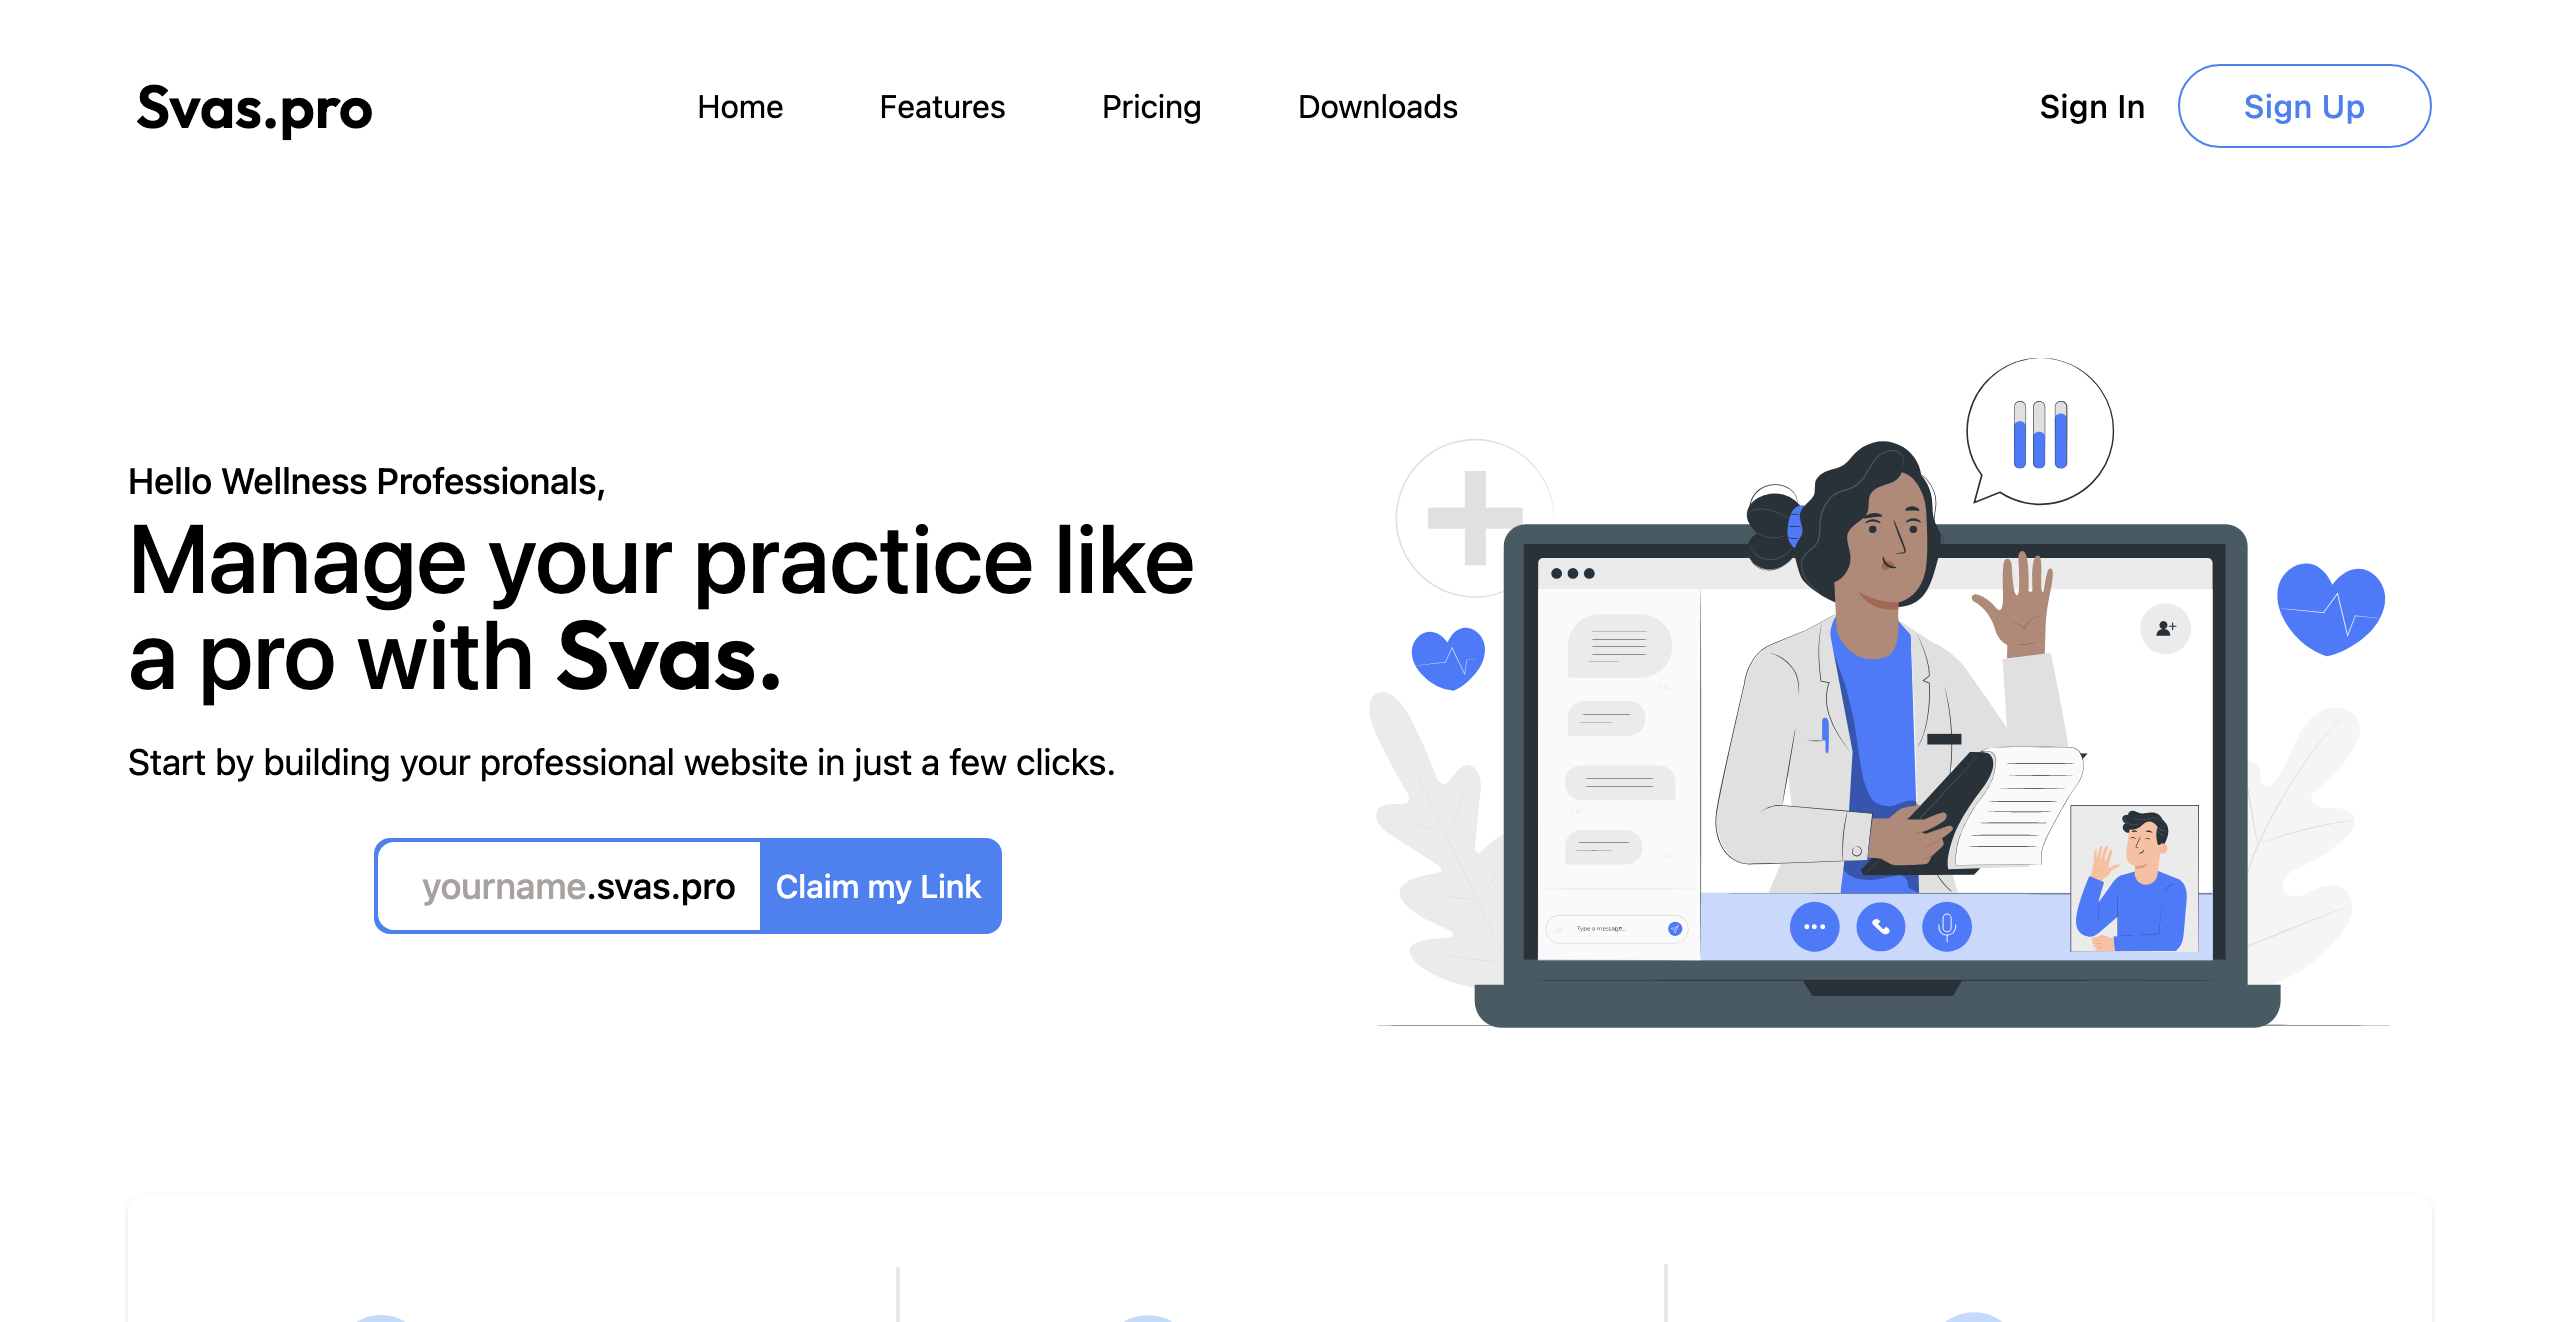 Svas.pro
Home
Features
Pricing
Downloads
Sign In
Sign Up
Hello Wellness Professionals,
Manage your practice like
a pro with Svas.
Start by building your professional website in just a few clicks.
yourname.svas.pro
Claim my Link
Type a message...